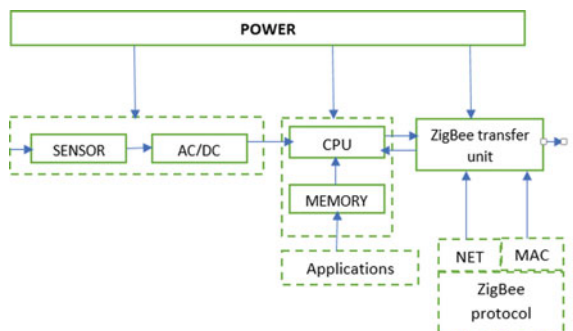 POWER
SENSOR
AC/DC
CPU
MEMORY
Applications
ZigBee transfer
unit
NET
MAC
ZigBee
protocol